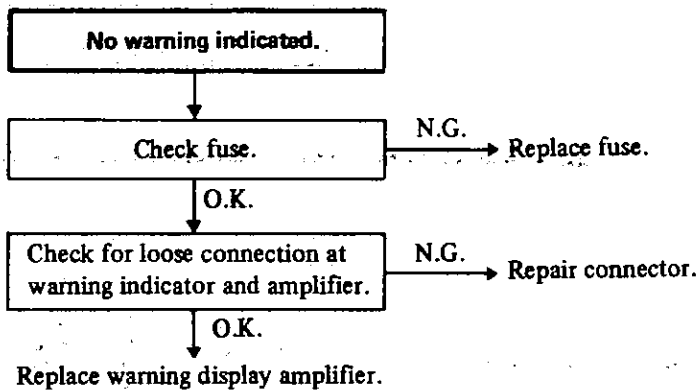 No warning indicated.
Check fuse.
N.G.
Replace fuse.
O.K.
Check for loose connection at
warning indicator and amplifier.
N.G.
Repair connector.
O.K.
Replace warning display amplifier.